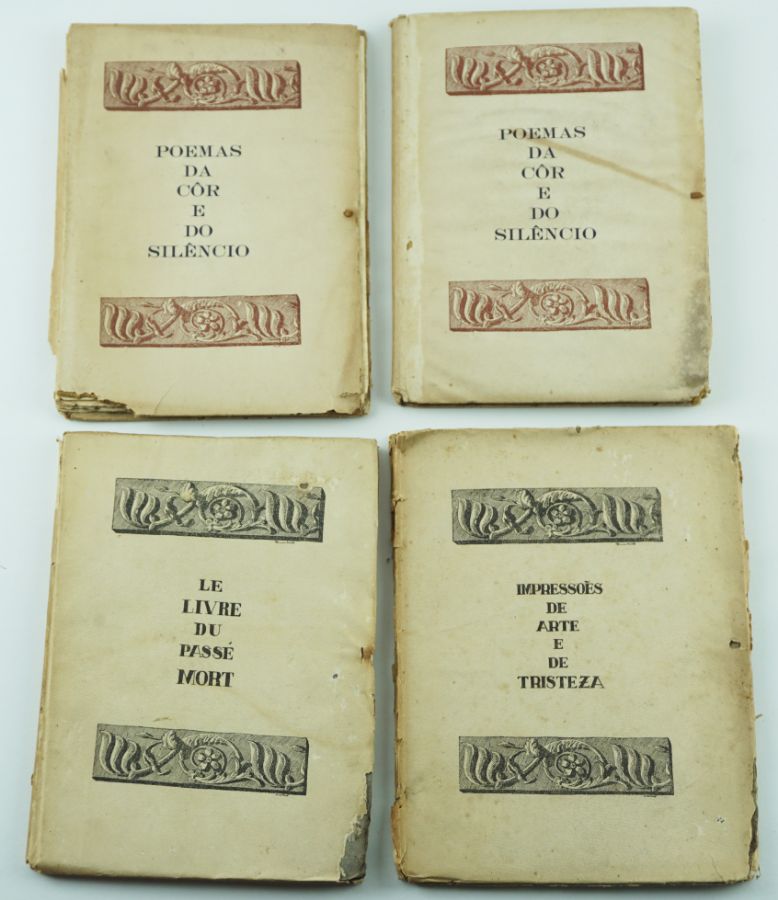 POEMAS
DA
CÔR
E
DO
SILÊNCIO
POEMAS
DA
CÔR
E
DO
SILÊNCIO
LE
LIVRE
DU
PASSÉ
MORT
IMPRESSOẼS
DE
ARTE
E
DE
TRISTEZA